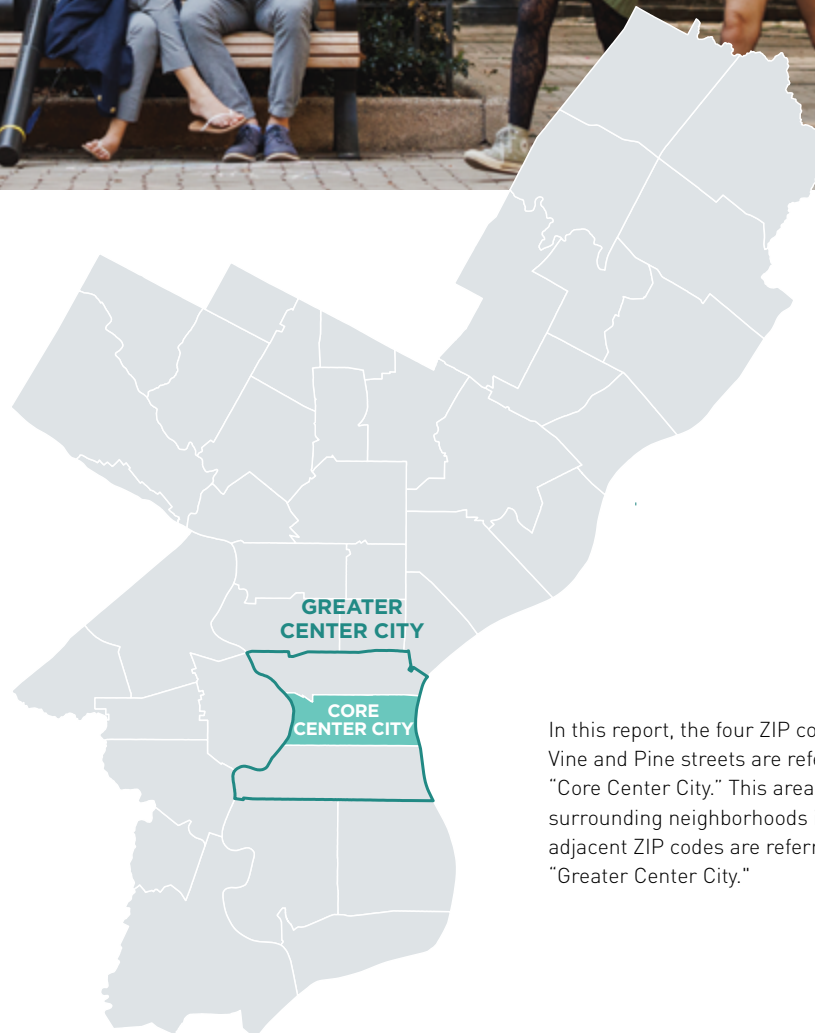 GREATER
CENTER CITY
CORE
CENTER CITY
In this report, the four ZIP co
Vine and Pine streets are refe
“Core Center City.” This area
surrounding neighborhoods
adjacent ZIP codes are referr
“Greater Center City."